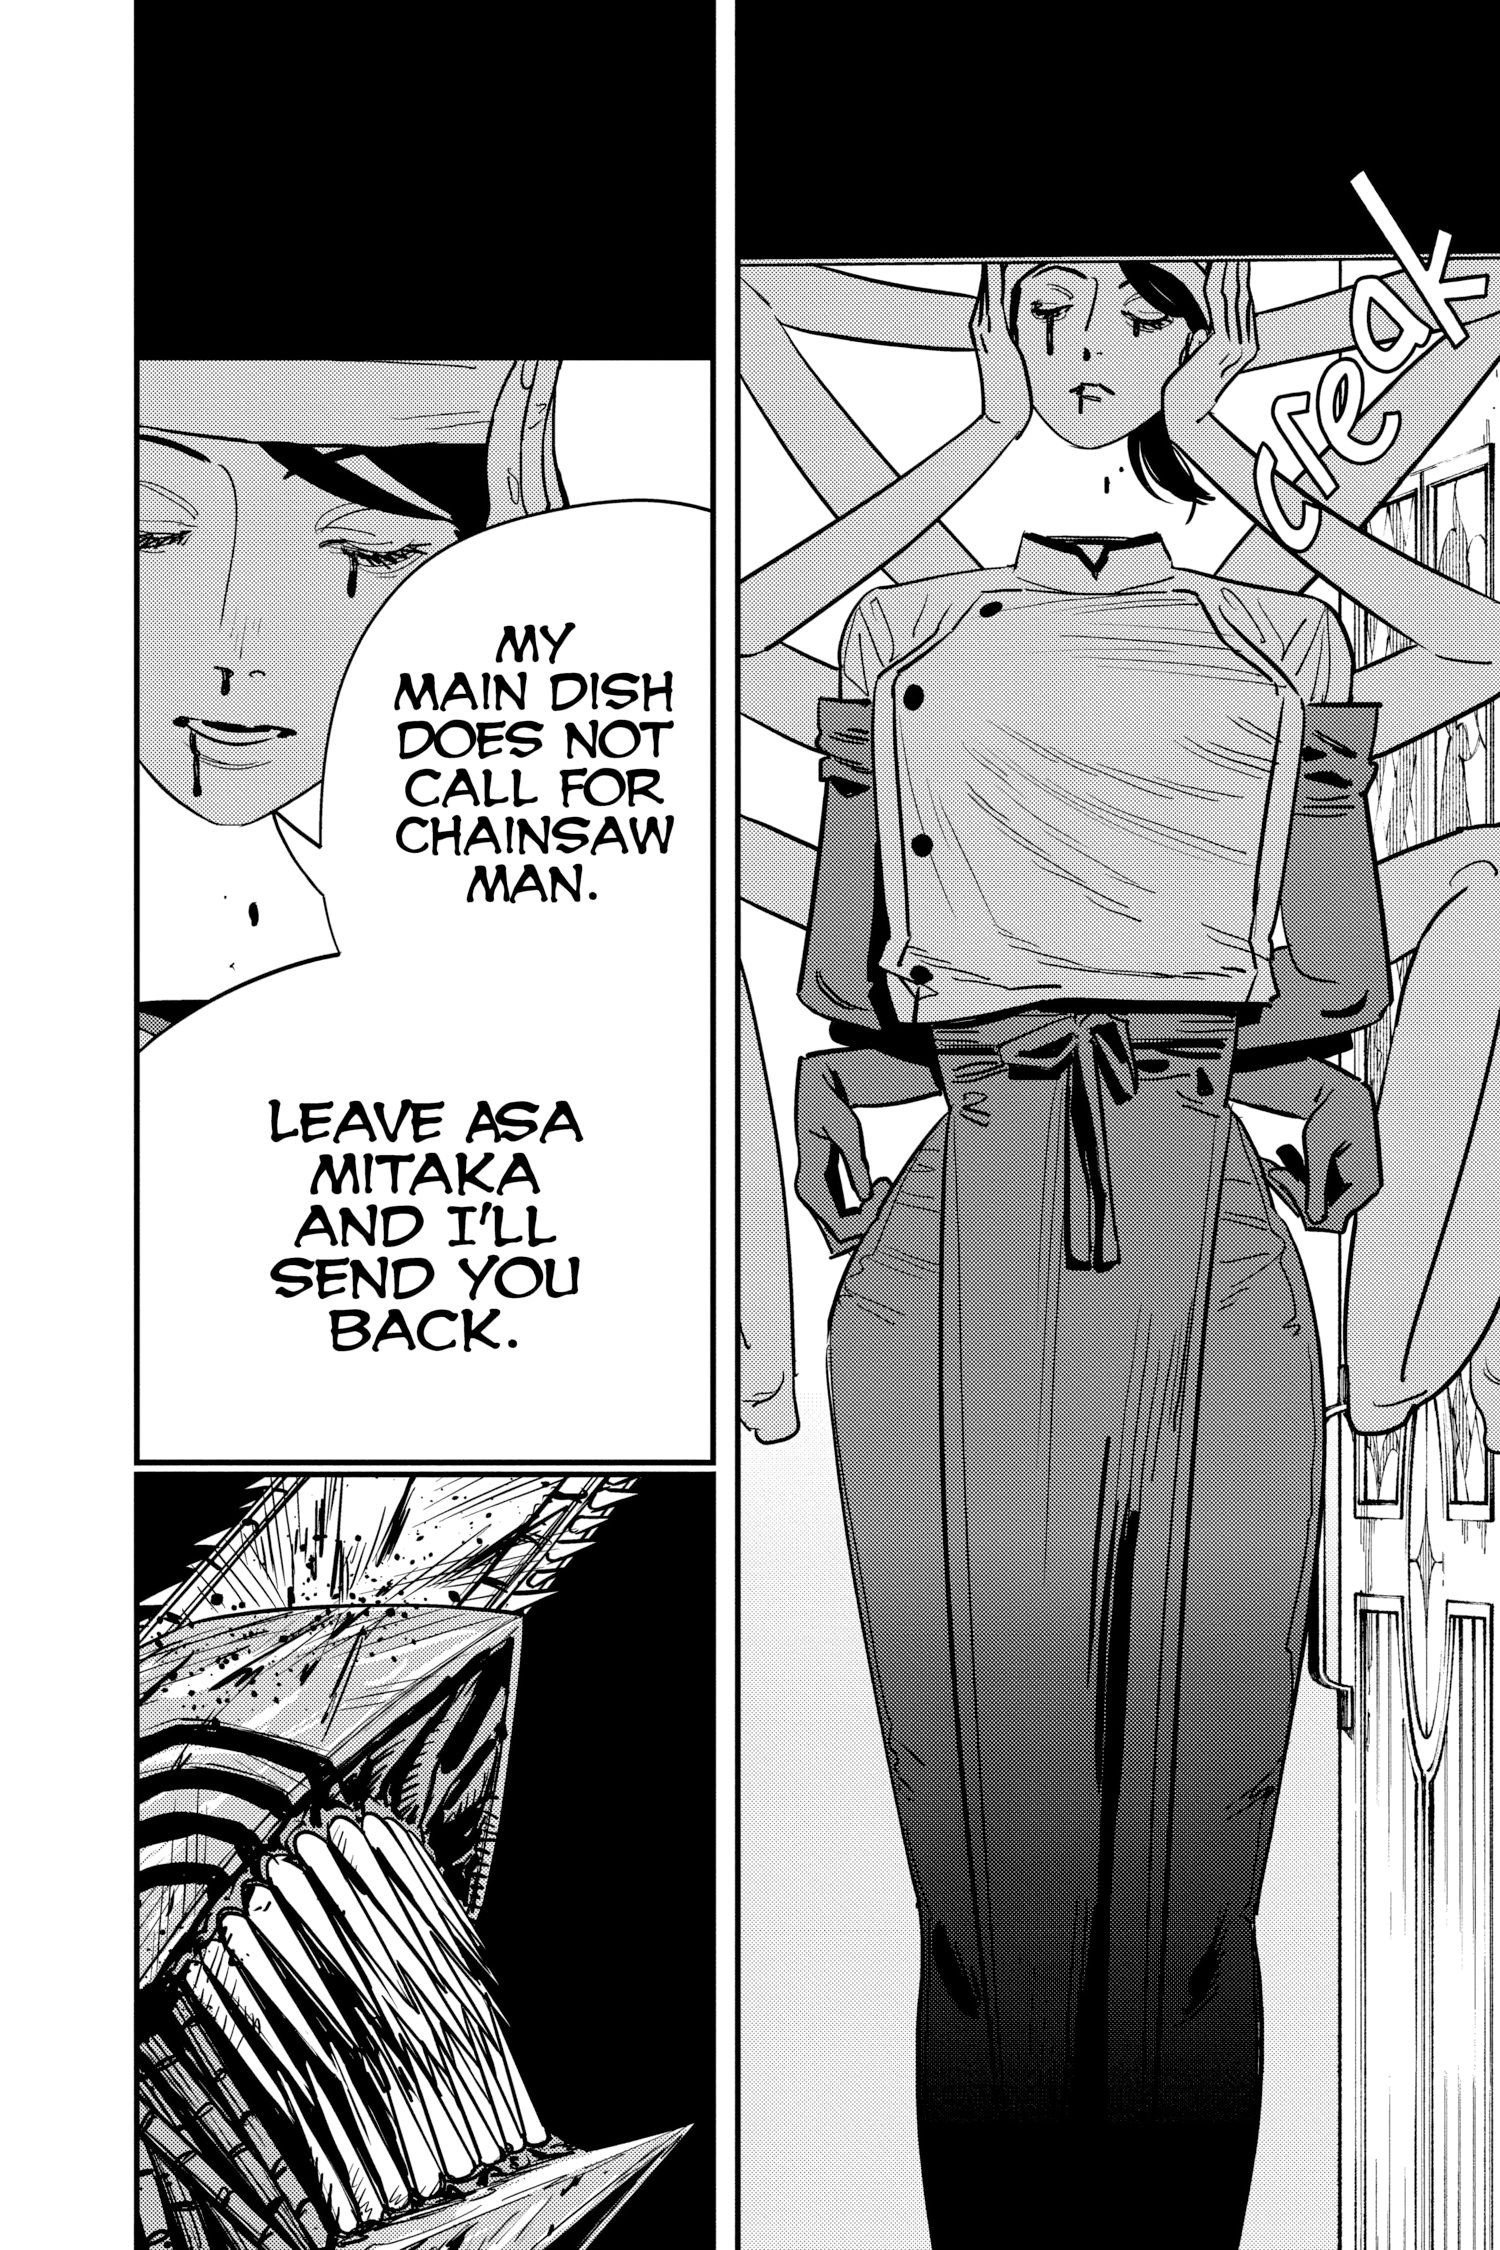 creak
MY
MAIN DISH
DOES NOT
CALL FOR
CHAINSAW
MAN.
LEAVE ASA
MITAKA
AND I'LL
SEND YOU
BACK.